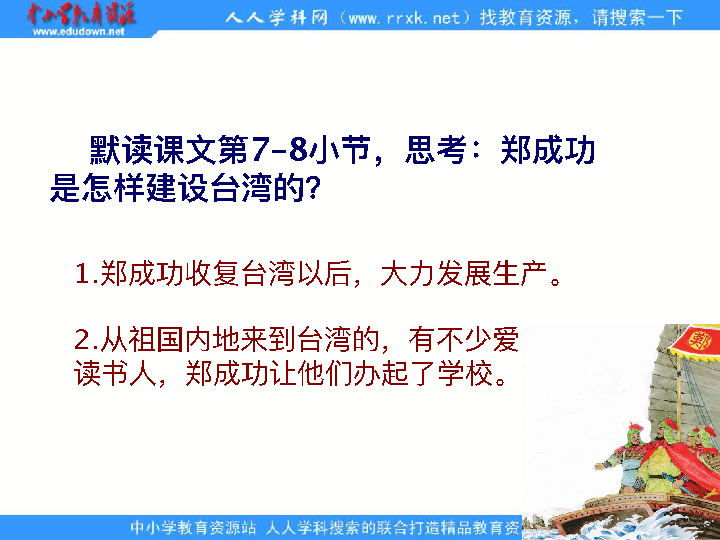 中小学教育资源
www.edudown.net
人人学科网（www.rrxk.net）找教育资源，请搜索一下
默读课文第7-8小节，思考：郑成功
是怎样建设台湾的？
1.郑成功收复台湾以后，大力发展生产。
2.从祖国内地来到台湾的，有不少爱
读书人，郑成功让他们办起了学校。
鄭
中小学教育资源站 人人学科搜索的联合打造精品教育资